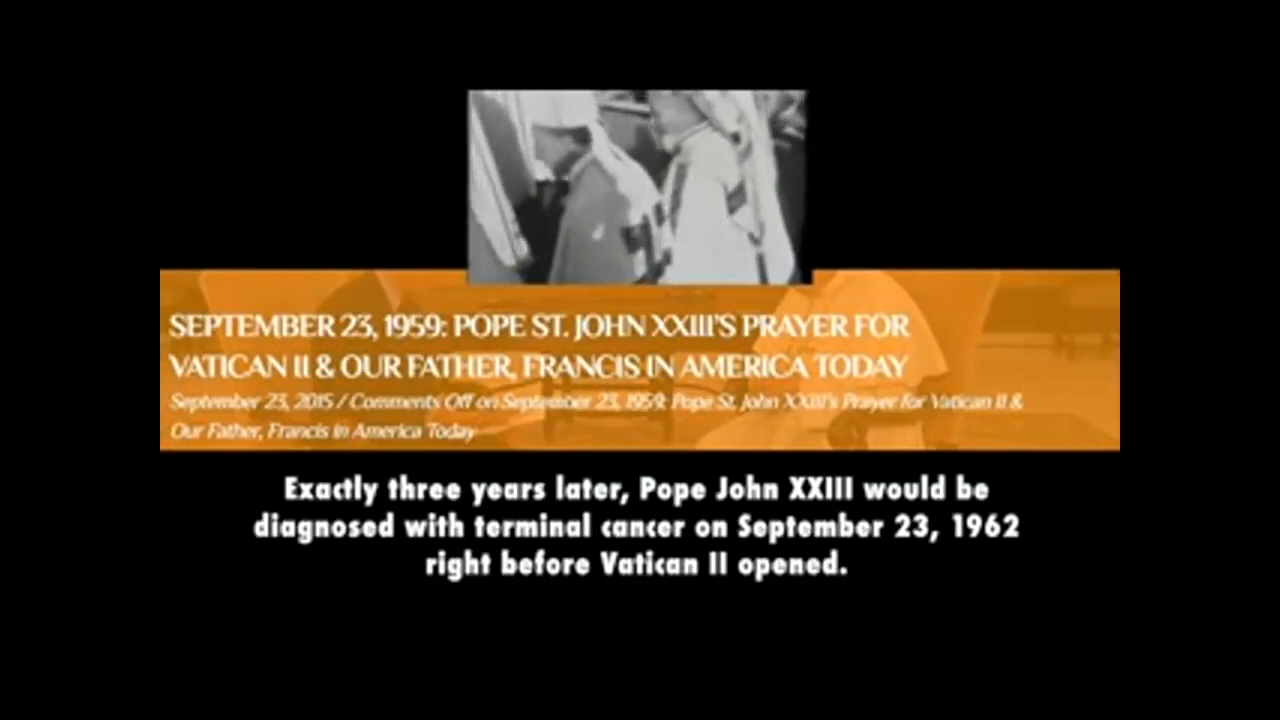 SEPTEMBER 23, 1959: POPE ST. JOHN XXIII'S PRAYER FOR
VATICAN II & OUR FATHER, FRANCIS IN AMERICA TODAY
September 23, 2015 / Comments Off on September 23, 1959: Pope St. John XXIII's Prayer for Vatican II &
Our Father, Francis in America Today
Exactly three years later, Pope John XXIII would be
diagnosed with terminal cancer on September 23, 1962
right before Vatican II opened.